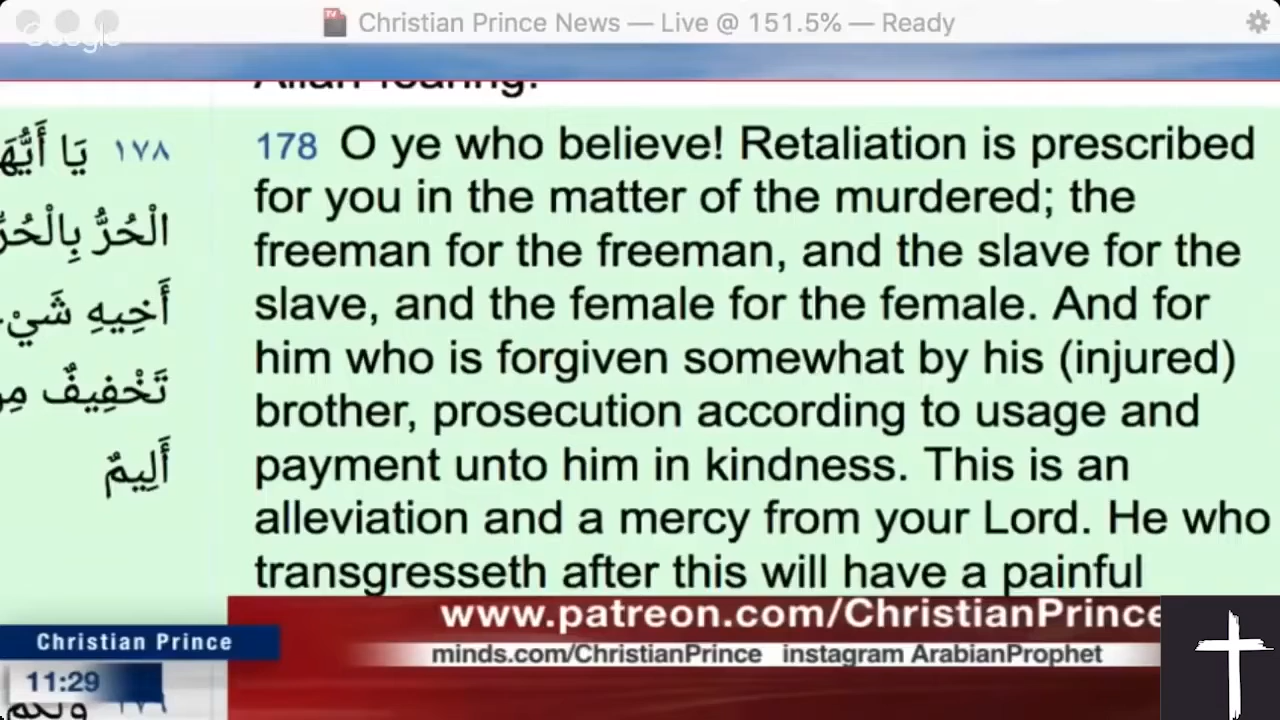 Christian Prince News — Live @ 151.5% — Ready
Google
Allah fearing.
178 O ye who believe! Retaliation is prescribed
for you in the matter of the murdered; the
freeman for the freeman, and the slave for the
slave, and the female for the female. And for
him who is forgiven somewhat by his (injured)
brother, prosecution according to usage and
payment unto him in kindness. This is an
alleviation and a mercy from your Lord. He who
transgresseth after this will have a painful
١٧٨ يَا أَيُّهَ
الْحُرُّ بِالْحُرِّ
أَخِيهِ شَيْ
تَخْفِيفٌ مِ
أَلِيمٌ
www.patreon.com/ChristianPrince
minds.com/ChristianPrince instagram ArabianProphet
Christian Prince
11:29